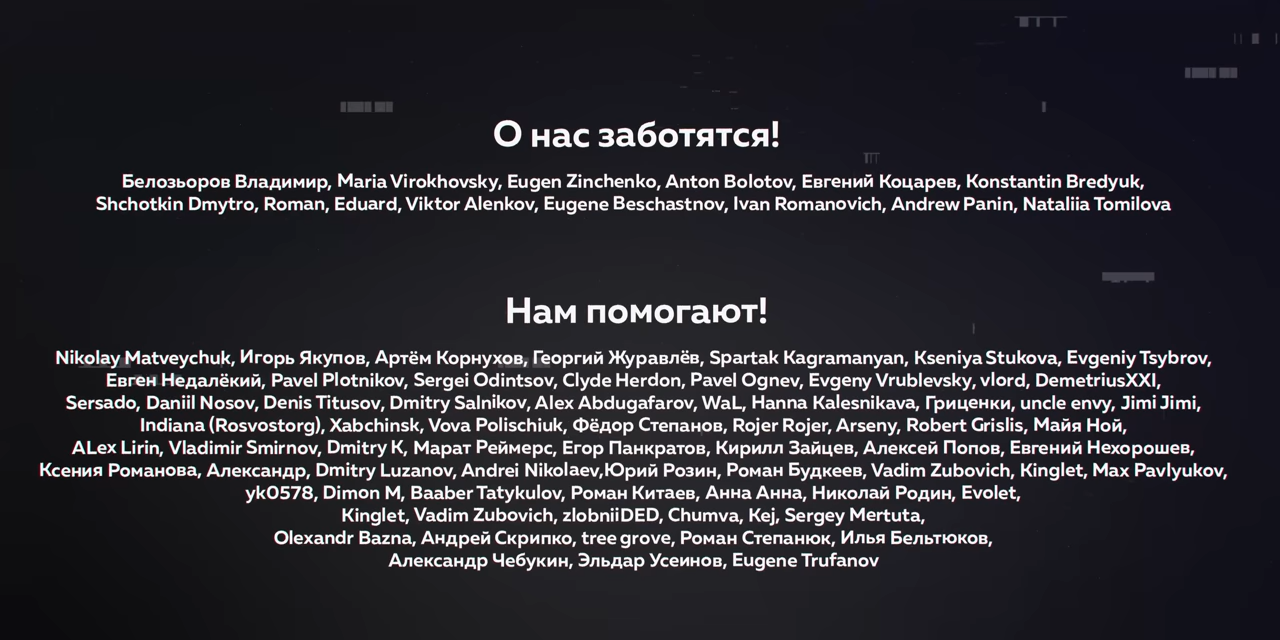 О нас заботятся!
Белозьоров Владимир, Maria Virokhovsky, Eugen Zinchenko, Anton Bolotov, Евгений Коцарев, Konstantin Bredyuk,
Shchotkin Dmytro, Roman, Eduard, Viktor Alenkov, Eugene Beschastnov, Ivan Romanovich, Andrew Panin, Nataliia Tomilova
Нам помогают!
Nikolay Matveychuk, Игорь Якупов, Артём Корнухов, Георгий Журавлёв, Spartak Kagramanyan, Kseniya Stukova, Evgeniy Tsybrov,
Евген Недалёкий, Pavel Plotnikov, Sergei Odintsov, Clyde Herdon, Pavel Ognev, Evgeny Vrublevsky, vlord, DemetriusXXI,
Sersado, Daniil Nosov, Denis Titusov, Dmitry Salnikov, Alex Abdugafarov, WaL, Hanna Kalesnikava, Гриценки, uncle envy, Jimi Jimi,
Indiana (Rosvostorg), Xabchinsk, Vova Polischiuk, Фёдор Степанов, Rojer Rojer, Arseny, Robert Grislis, Майя Ной,
ALex Lirin, Vladimir Smirnov, Dmitry K, Марат Реймерс, Егор Панкратов, Кирилл Зайцев, Алексей Попов, Евгений Нехорошев,
Ксения Романова, Александр, Dmitry Luzanov, Andrei Nikolaev,Юрий Розин, Роман Будкеев, Vadim Zubovich, Kinglet, Max Pavlyukov,
yk0578, Dimon M, Baaber Tatykulov, Роман Китаев, Анна Анна, Николай Родин, Evolet,
Kinglet, Vadim Zubovich, zlobniiDED, Chumva, Kej, Sergey Mertuta,
Olexandr Bazna, Андрей Скрипко, tree grove, Роман Степанюк, Илья Бельтюков,
Александр Чебукин, Эльдар Усеинов, Eugene Trufanov